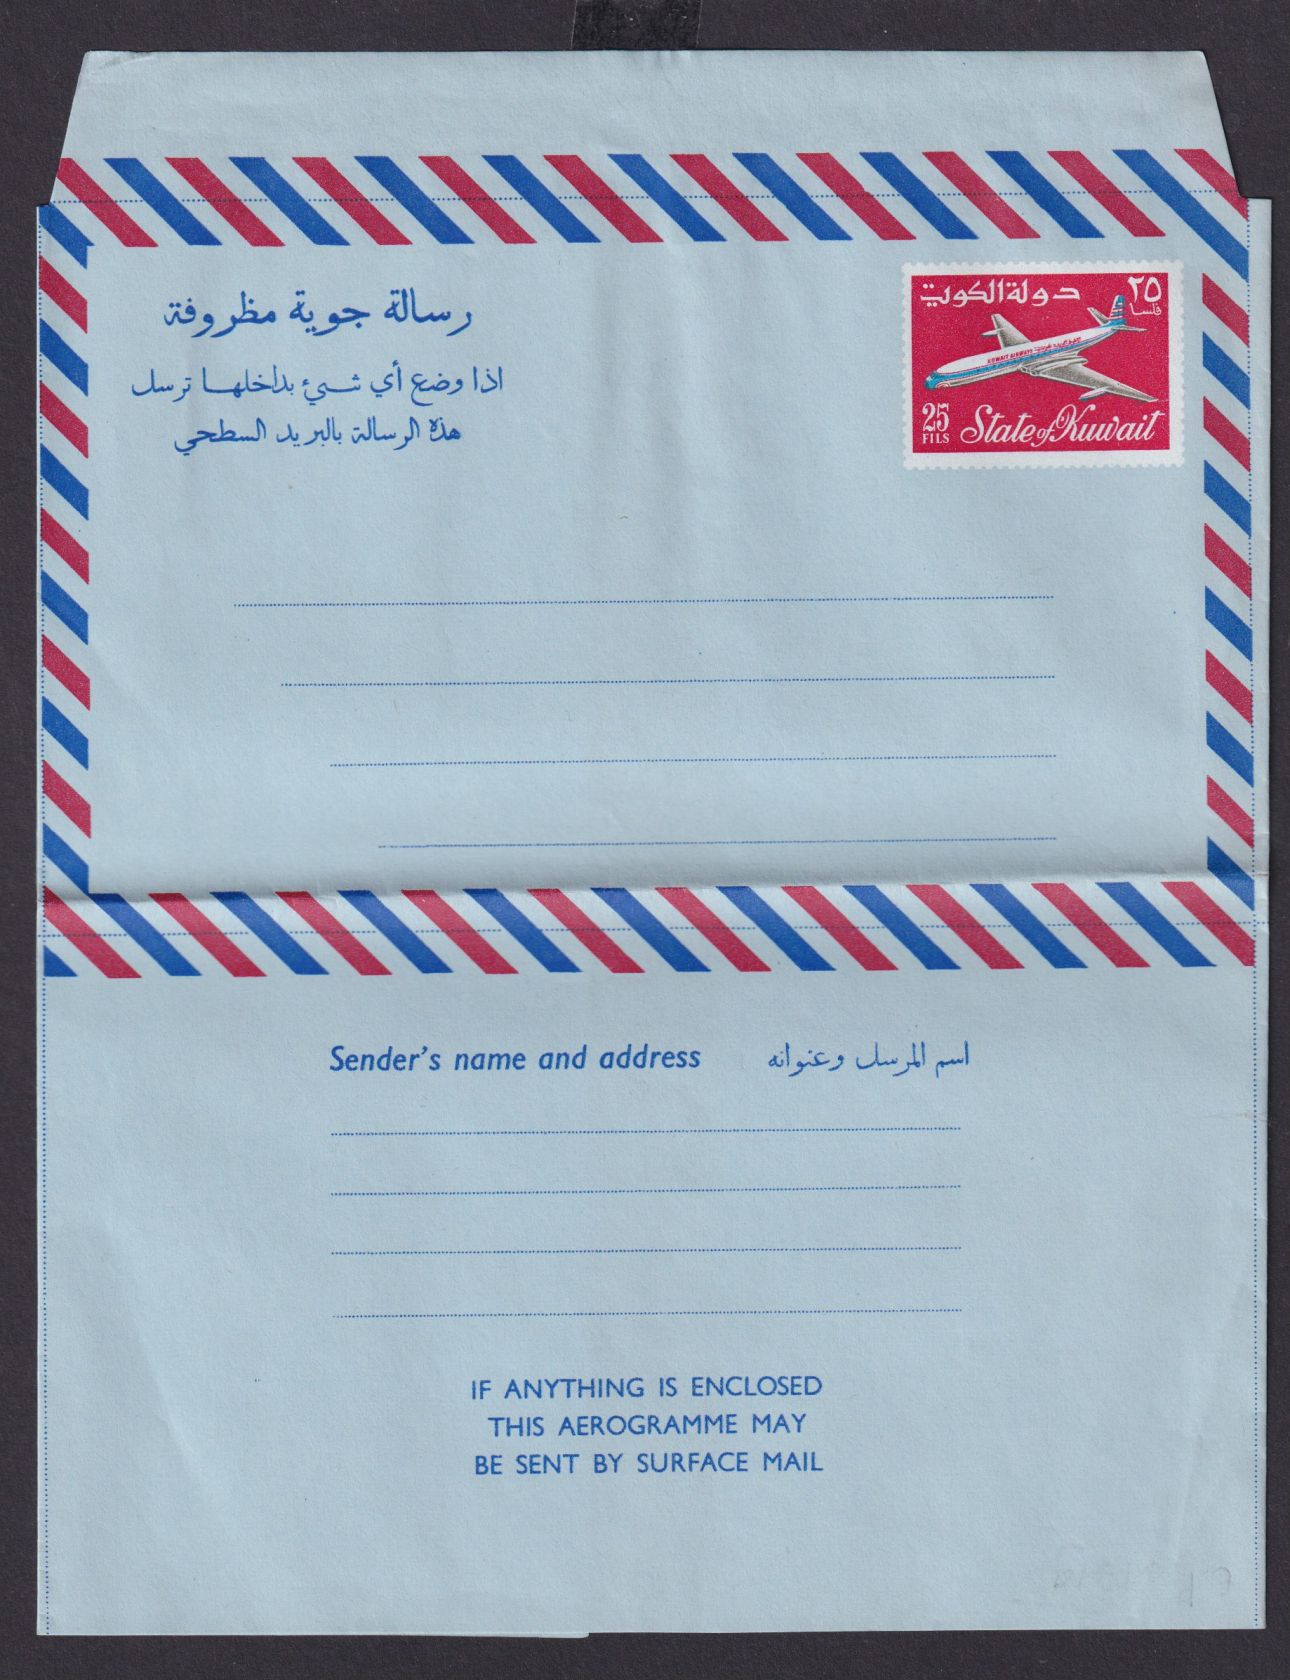 رسالة جوية مظروفة
اذا وضع أي شيئ بداخلها ترسل
هذه الرسالة بالبريد السطحي
دولة الكويت
٢٥
فلسا
KUWAIT AIRWAYS
25
FILS
State of Kuwait
Sender's name and address اسم المرسل وعنوانه
IF ANYTHING IS ENCLOSED
THIS AEROGRAMME MAY
BE SENT BY SURFACE MAIL